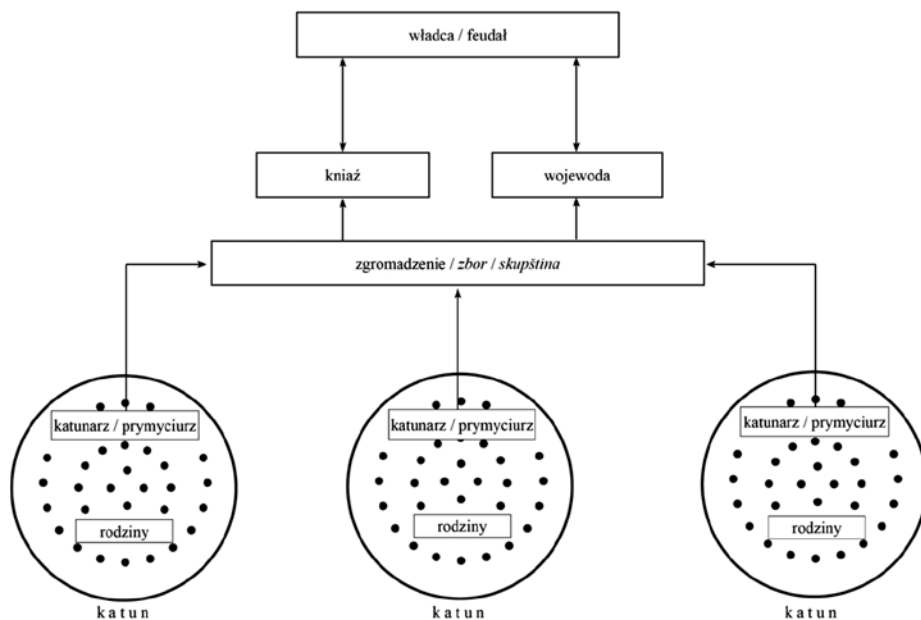 władca / feudał
kniaź
wojewoda
zgromadzenie / zbor / skupština
katunarz / prymyciurz
katunarz / prymyciurz
katunarz / prymyciurz
rodziny
rodziny
rodziny
katun
katun
katun